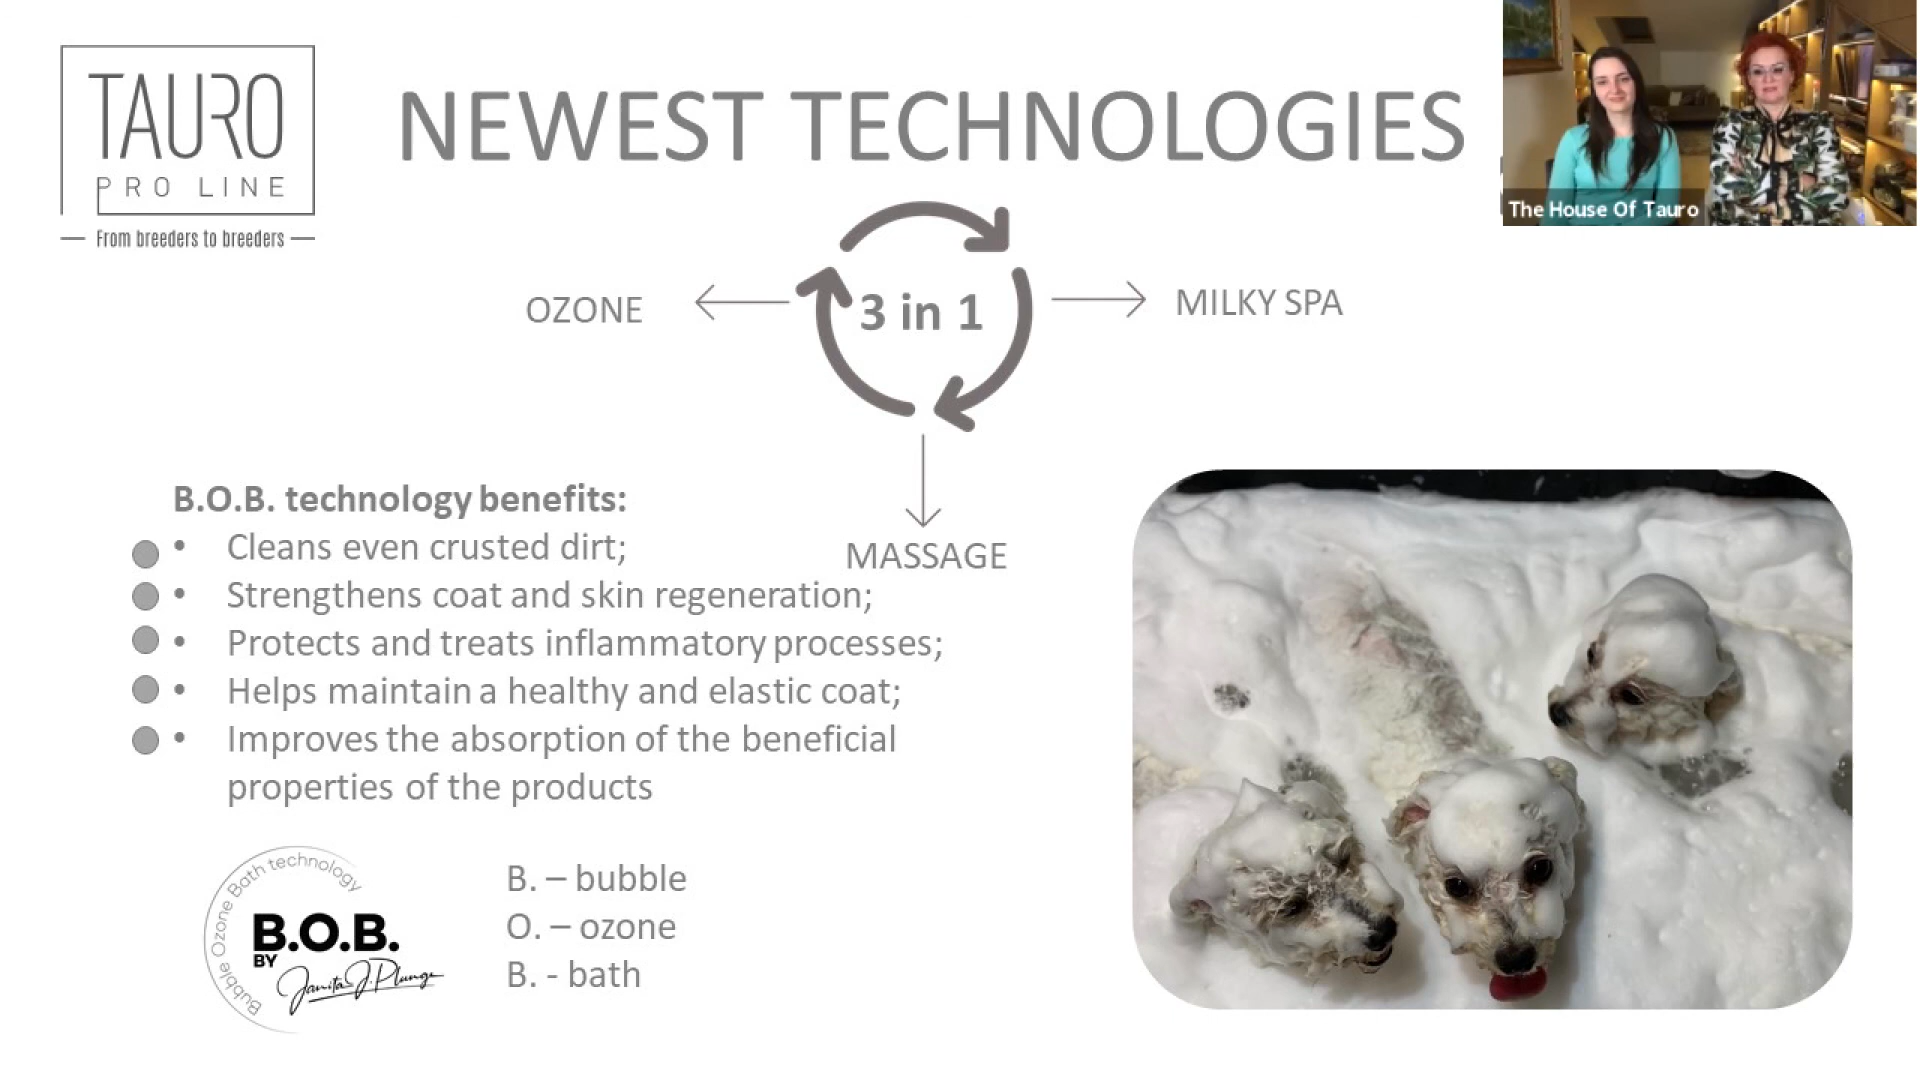 TAURO
PRO LINE
From breeders to breeders
NEWEST TECHNOLOGIES
The House Of Tauro
OZONE
3 in 1
MILKY SPA
MASSAGE
B.O.B. technology benefits:
• Cleans even crusted dirt;
• Strengthens coat and skin regeneration;
• Protects and treats inflammatory processes;
• Helps maintain a healthy and elastic coat;
• Improves the absorption of the beneficial
properties of the products
Bubble Ozone Bath technology
B.O.B.
BY
Janita J. Plunge
B. – bubble
O. – ozone
B. - bath